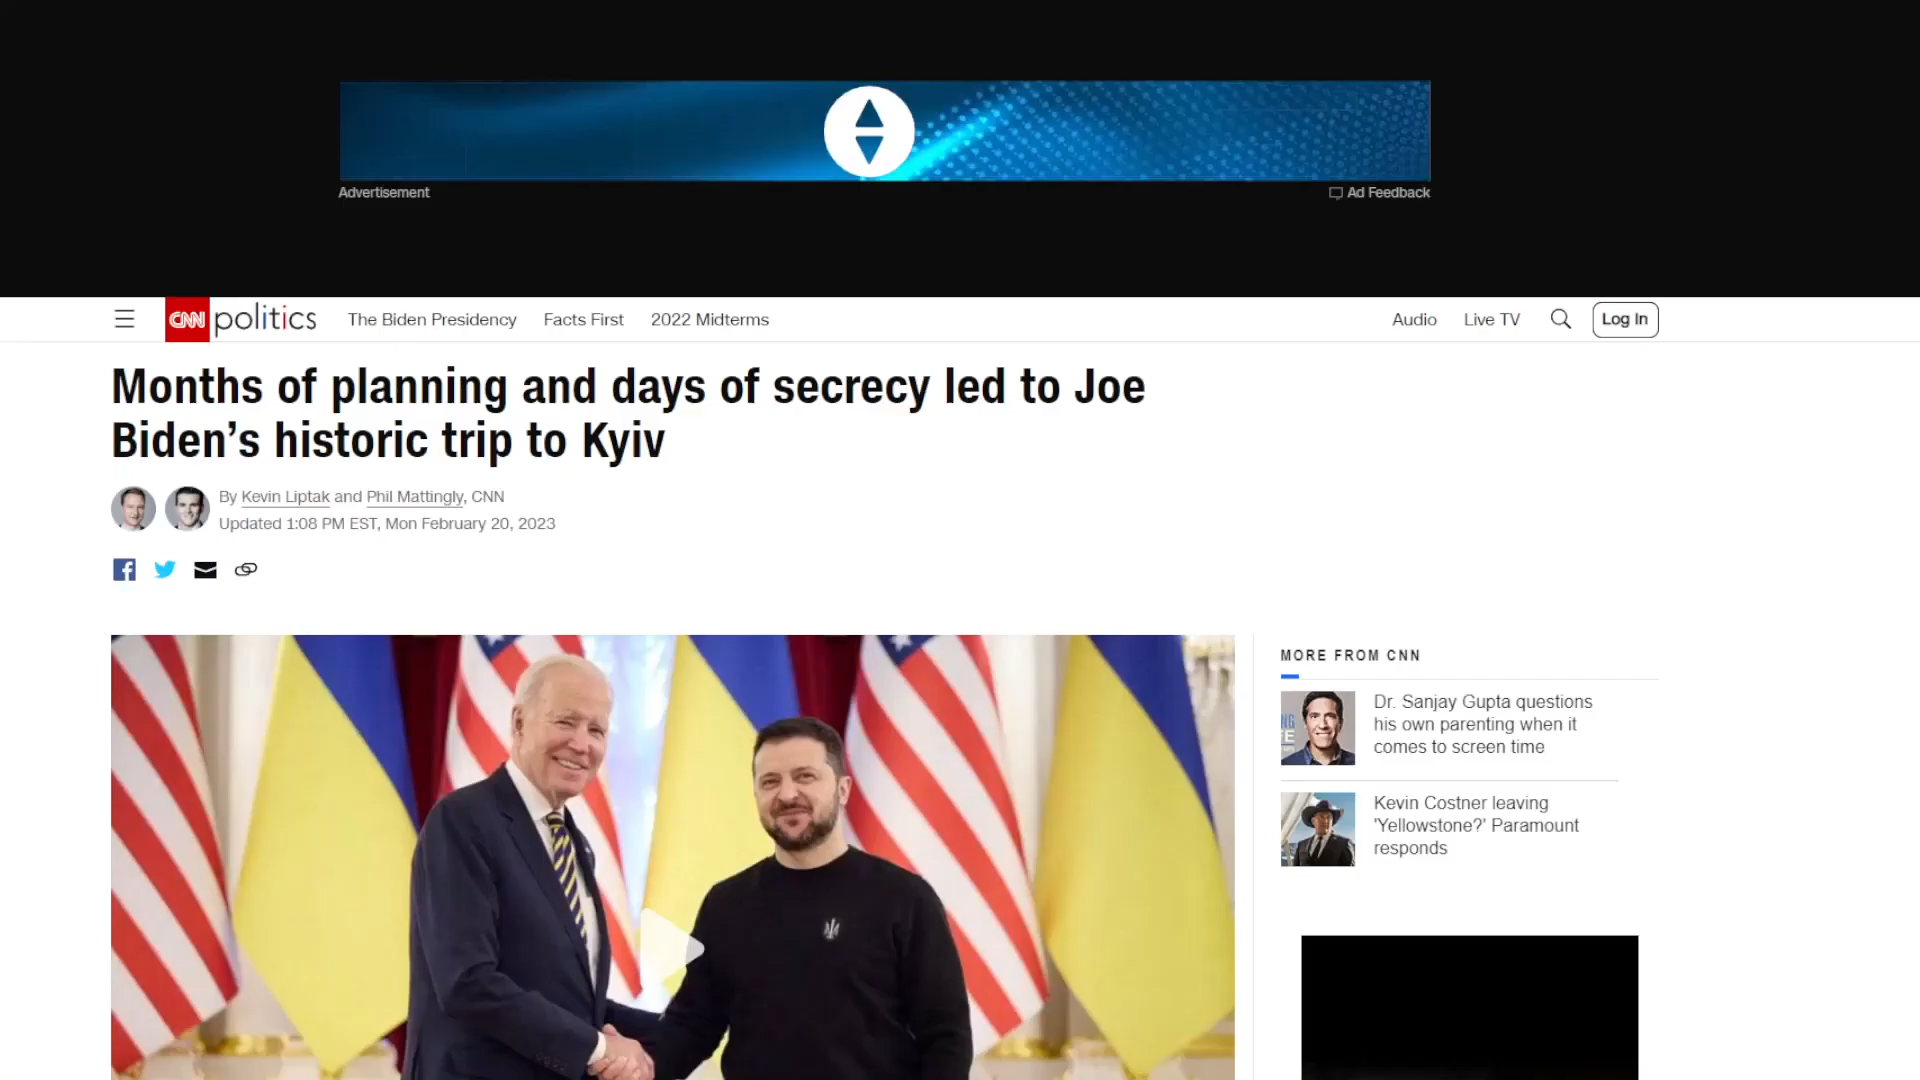 Advertisement
Ad Feedback
CNN politics The Biden Presidency Facts First 2022 Midterms Audio Live TV Log In
Months of planning and days of secrecy led to Joe
Biden’s historic trip to Kyiv
By Kevin Liptak and Phil Mattingly, CNN
Updated 1:08 PM EST, Mon February 20, 2023
MORE FROM CNN
Dr. Sanjay Gupta questions
his own parenting when it
comes to screen time
Kevin Costner leaving
'Yellowstone?' Paramount
responds